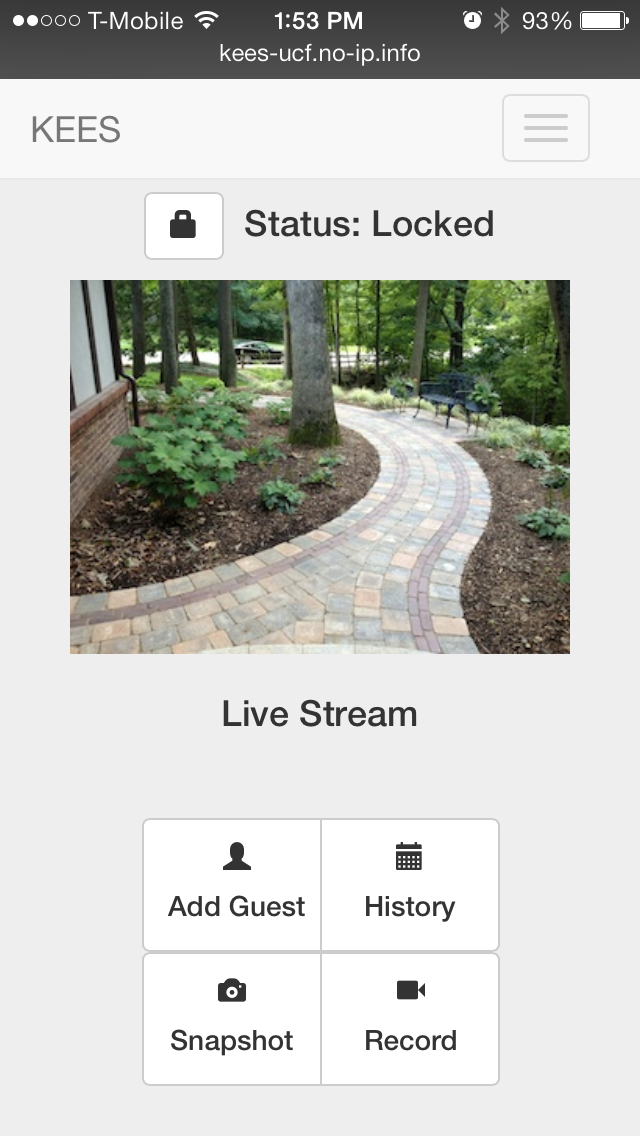 T-Mobile 1:53 PM 93%
kees-ucf.no-ip.info
KEES
Status: Locked
Live Stream
Add Guest History
Snapshot Record